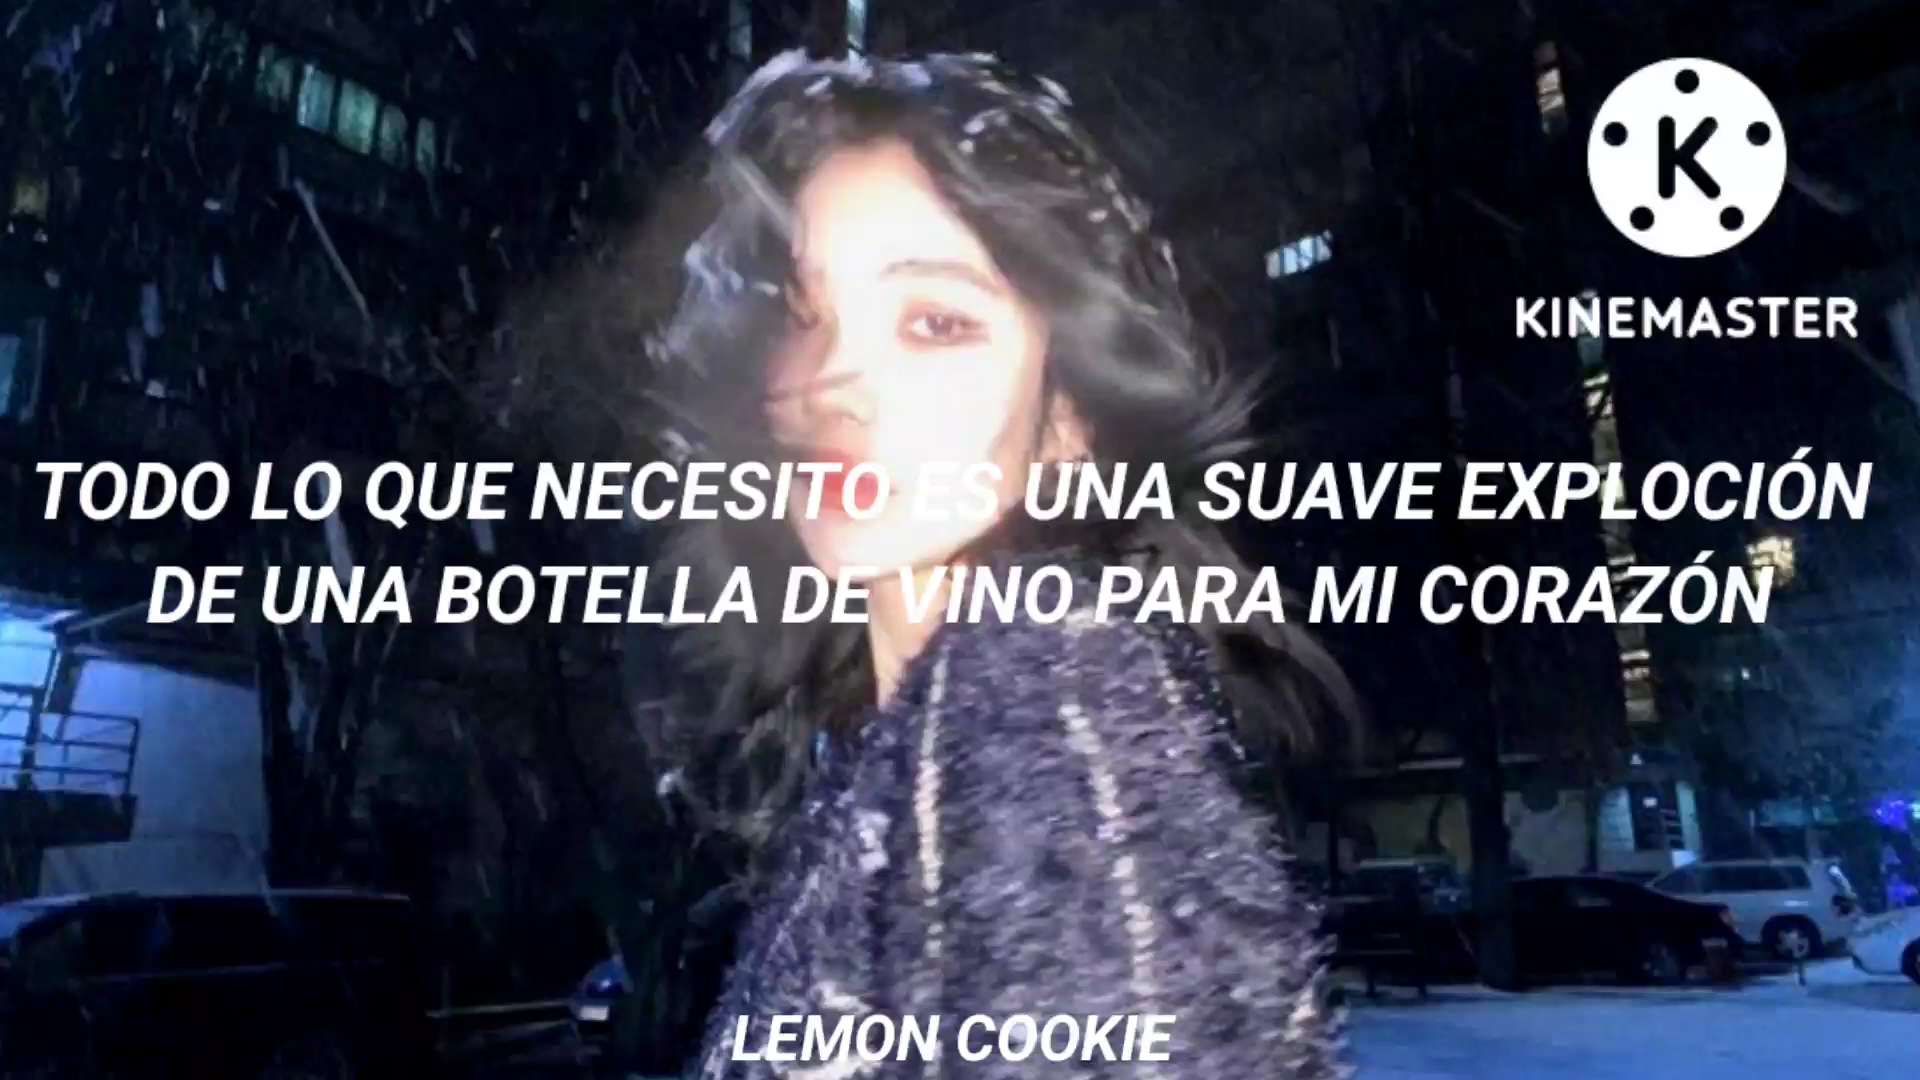 K
KINEMASTER
TODO LO QUE NECESITO ES UNA SUAVE EXPLOCIÓN
DE UNA BOTELLA DE VINO PARA MI CORAZÓN
LEMON COOKIE